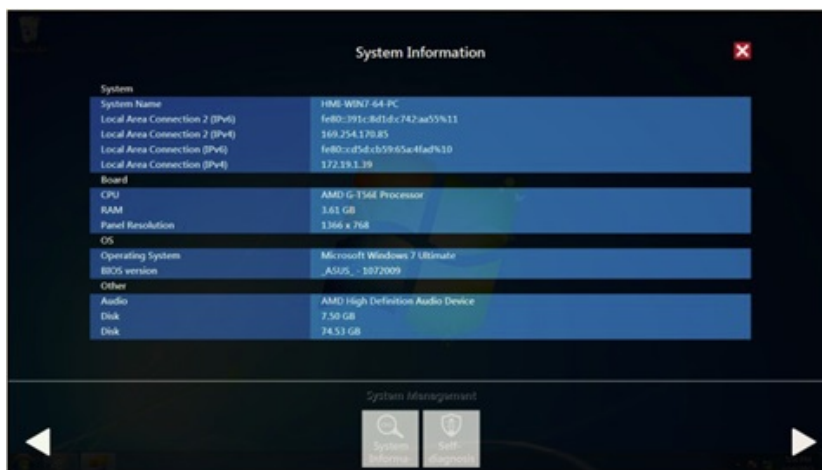 System Information
System
System Name HMI-WIN7-64-PC
Local Area Connection 2 (IPv6) fe80::391c:8d1d:c742:aa55%11
Local Area Connection 2 (IPv4) 169.254.170.85
Local Area Connection (IPv6) fe80::cd5d:cb59:65a:4fad%10
Local Area Connection (IPv4) 172.19.1.39
Board
CPU AMD G-T56E Processor
RAM 3.61 GB
Panel Resolution 1366 x 768
OS
Operating System Microsoft Windows 7 Ultimate
BIOS version _ASUS_ - 1072009
Other
Audio AMD High Definition Audio Device
Disk 7.50 GB
Disk 74.53 GB
System Management
System Self-
Informa- diagnosis